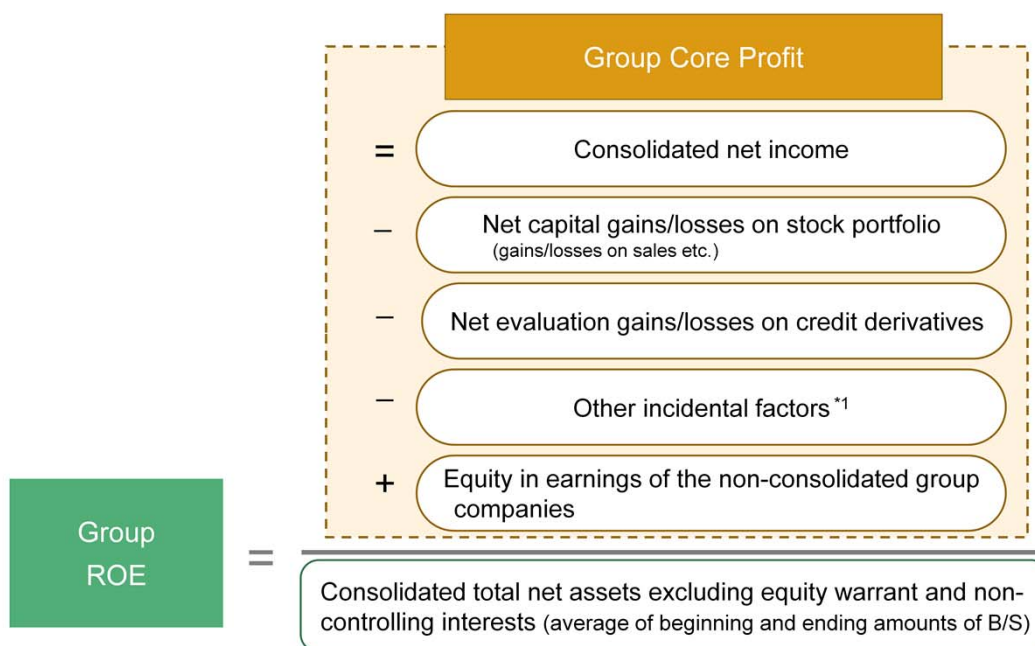 Group Core Profit
= Consolidated net income
– Net capital gains/losses on stock portfolio
(gains/losses on sales etc.)
– Net evaluation gains/losses on credit derivatives
– Other incidental factors *1
+ Equity in earnings of the non-consolidated group
companies
Group
ROE
=
Consolidated total net assets excluding equity warrant and non-
controlling interests (average of beginning and ending amounts of B/S)